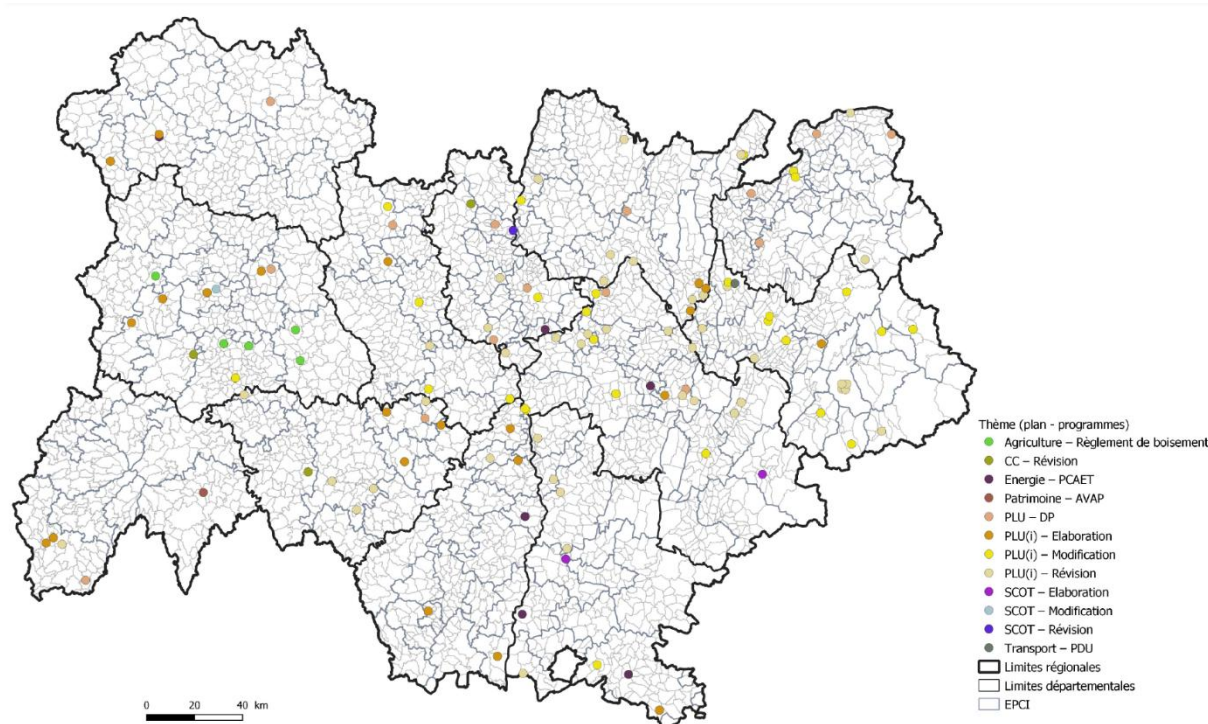 Thème (plan - programmes)
Agriculture – Règlement de boisement
CC – Révision
Energie – PCAET
Patrimoine – AVAP
PLU – DP
PLU(i) – Elaboration
PLU(i) – Modification
PLU(i) – Révision
SCOT – Elaboration
SCOT – Modification
SCOT – Révision
Transport – PDU
Limites régionales
Limites départementales
EPCI
0 20 40 km